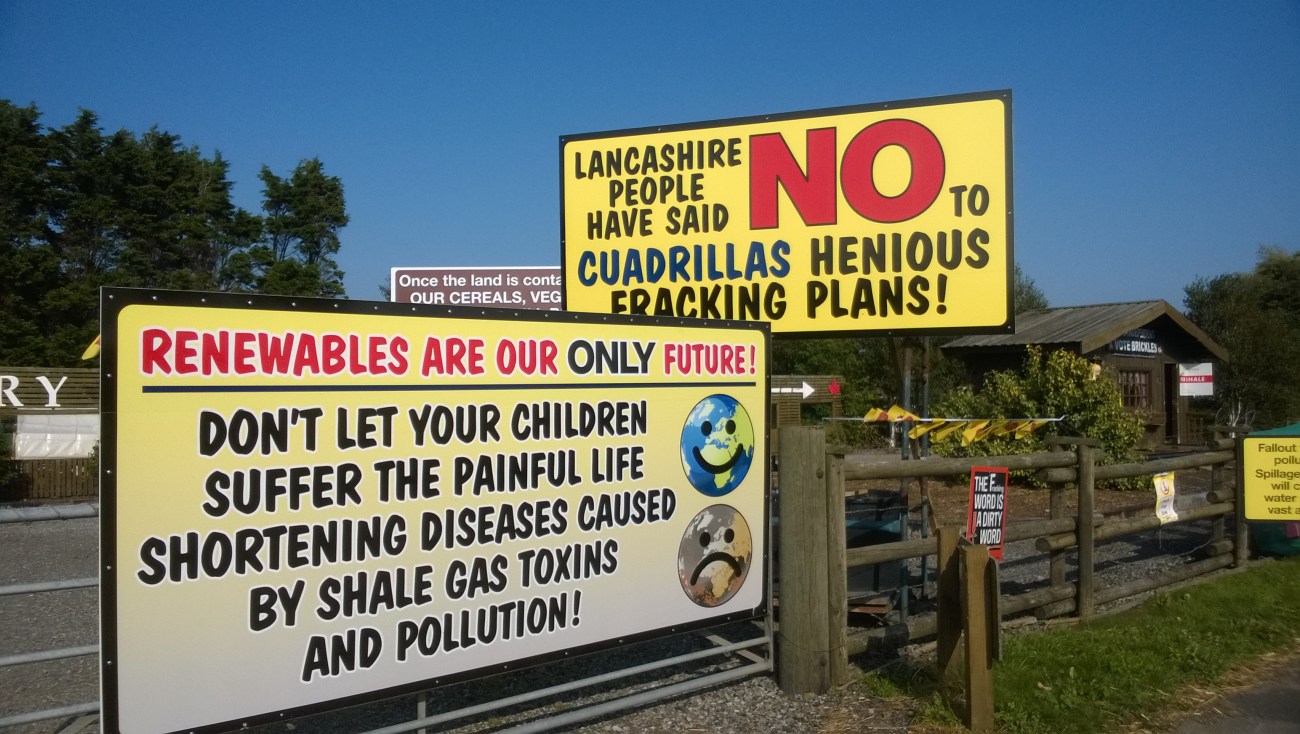 LANCASHIRE
PEOPLE
HAVE SAID
NO
TO
CUADRILLAS HENIOUS
FRACKING PLANS!
Once the land is conta
OUR CEREALS, VEG
RENEWABLES ARE OUR ONLY FUTURE!
DON'T LET YOUR CHILDREN
SUFFER THE PAINFUL LIFE
SHORTENING DISEASES CAUSED
BY SHALE GAS TOXINS
AND POLLUTION!
RY
VOTE BRICKLES
THE F
WORD IS
A DIRTY
WORD
Fallout
pollu
Spillage
will c
water
vast a